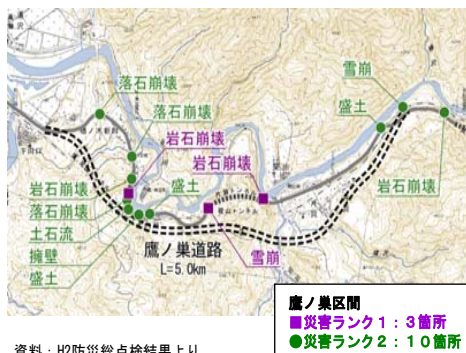 雪崩
落石崩壊
盛土
落石崩壊
岩石崩壊
岩石崩壊
岩石崩壊
盛土
落石崩壊
土石流
擁壁
盛土
岩石崩壊
雪崩
鷹ノ巣道路
L=5.0km
鷹ノ巣区間
■災害ランク1：3箇所
●災害ランク2：10箇所
資料：H2防災総点検結果より